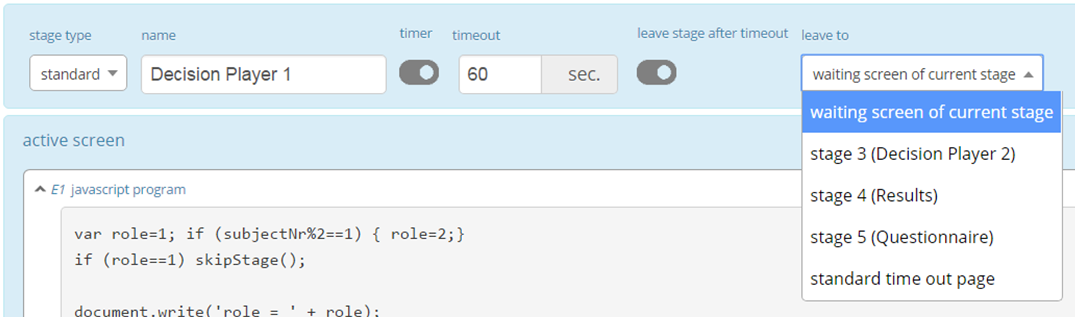 stage type name timer timeout leave stage after timeout leave to
standard Decision Player 1 60 sec. waiting screen of current stage
waiting screen of current stage
active screen
stage 3 (Decision Player 2)
E1 javascript program
stage 4 (Results)
var role=1; if (subjectNr%2==1) { role=2;}
stage 5 (Questionnaire)
if (role==1) skipStage();
standard time out page
document.write('role = ' + role);